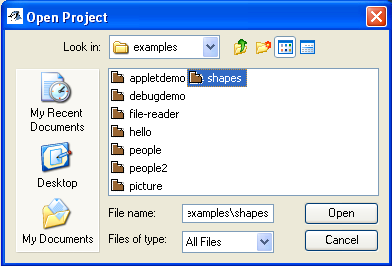 Open Project
Look in: examples
appletdemo shapes
debugdemo
file-reader
hello
people
people2
picture
My Recent
Documents
Desktop
My Documents
File name: examples\shapes Open
Files of type: All Files Cancel